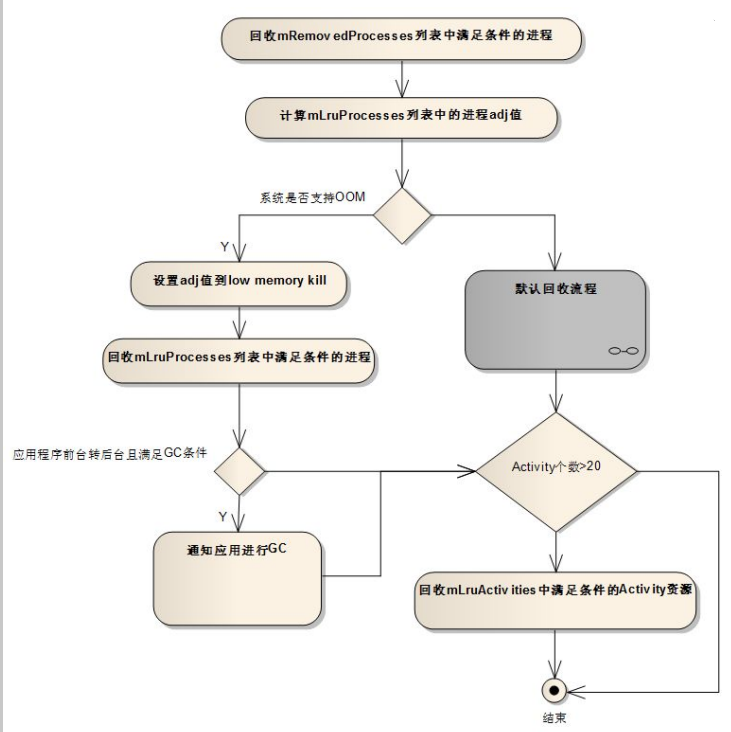 回收mRemovedProcesses列表中满足条件的进程
计算mLruProcesses列表中的进程adj值
系统是否支持OOM
Y
设置adj值到low memory kill
默认回收流程
回收mLruProcesses列表中满足条件的进程
应用程序前台转后台且满足GC条件
Activity个数>20
Y
通知应用进行GC
回收mLruActivities中满足条件的Activity资源
结束